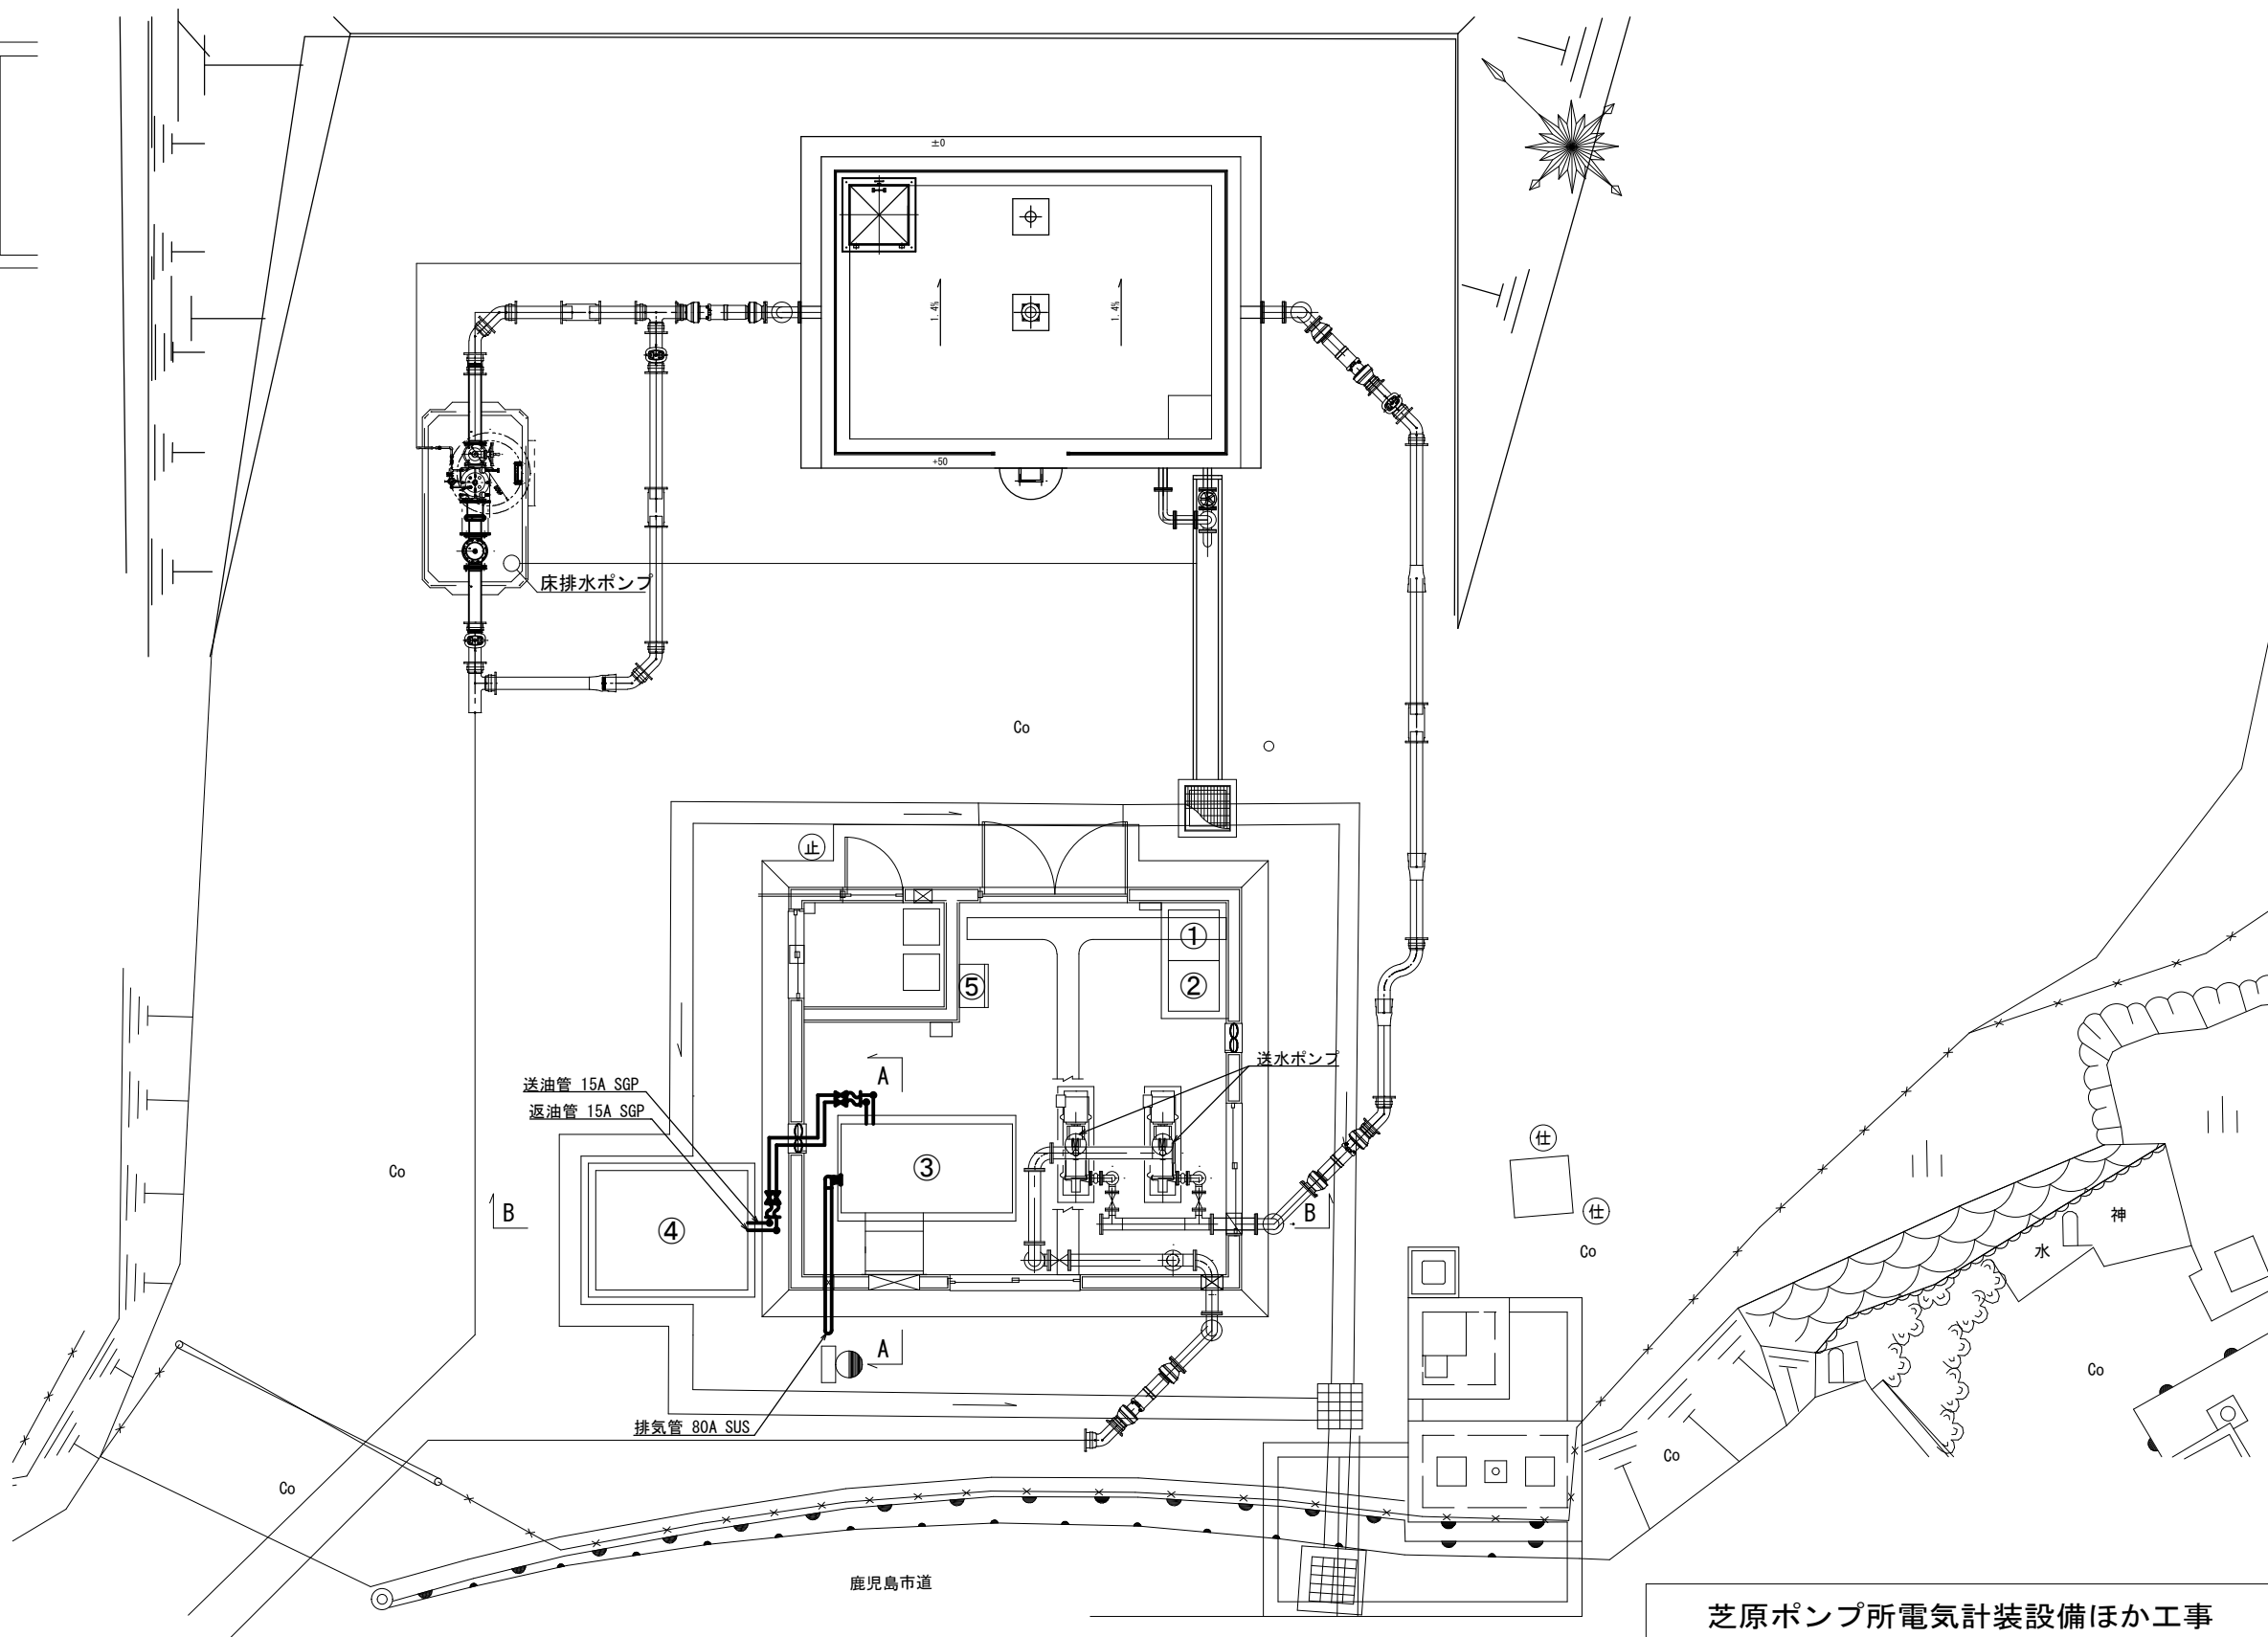 ±0
1.4%
1.4%
+50
床排水ポンプ
Co
止
①
⑤
②
送水ポンプ
A
送油管 15A SGP
返油管 15A SGP
仕
Co
③
B
B
仕
神
④
水
Co
A
Co
排気管 80A SUS
Co
Co
鹿児島市道
芝原ポンプ所電気計装設備ほか工事